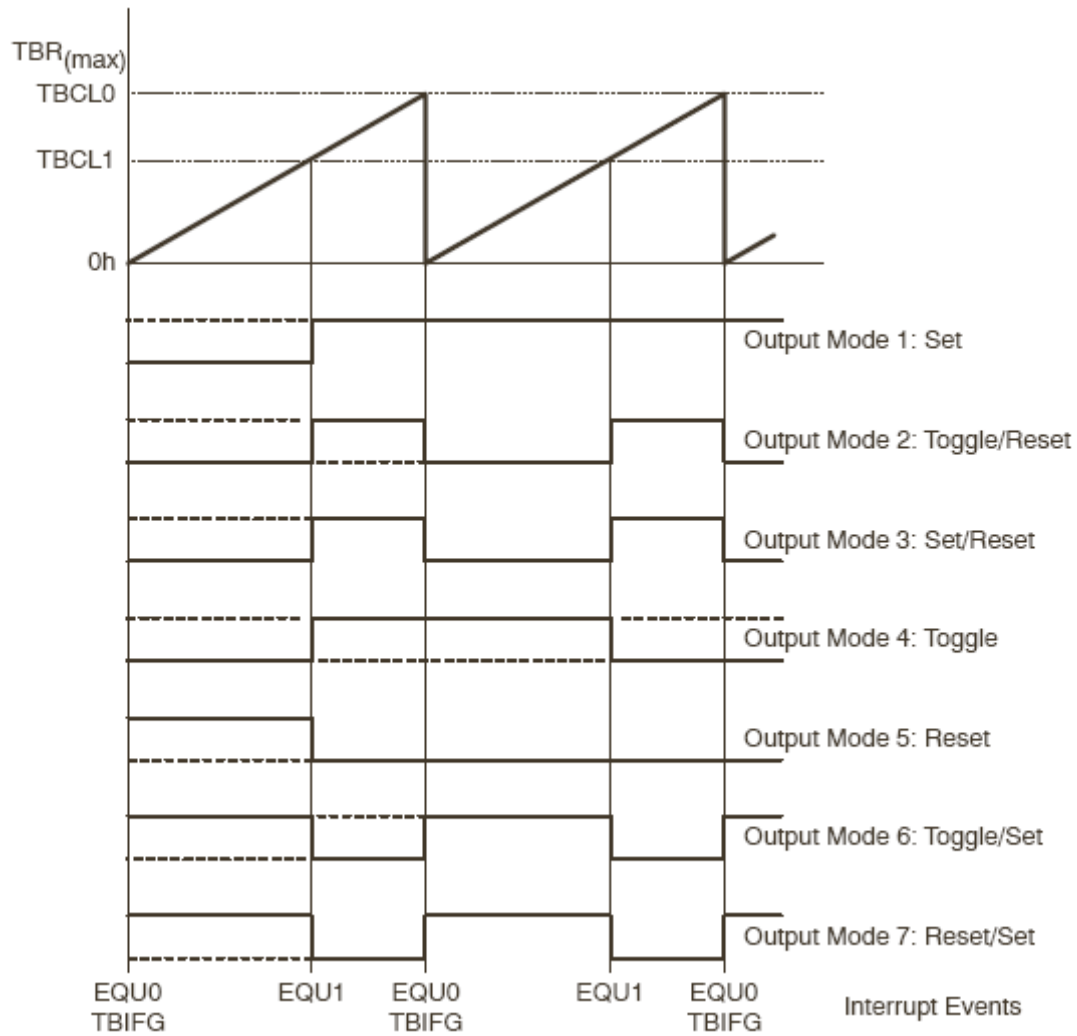 TBR(max)
TBCL0
TBCL1
0h
Output Mode 1: Set
Output Mode 2: Toggle/Reset
Output Mode 3: Set/Reset
Output Mode 4: Toggle
Output Mode 5: Reset
Output Mode 6: Toggle/Set
Output Mode 7: Reset/Set
EQU0 EQU1 EQU0 EQU1 EQU0
TBIFG TBIFG TBIFG
Interrupt Events